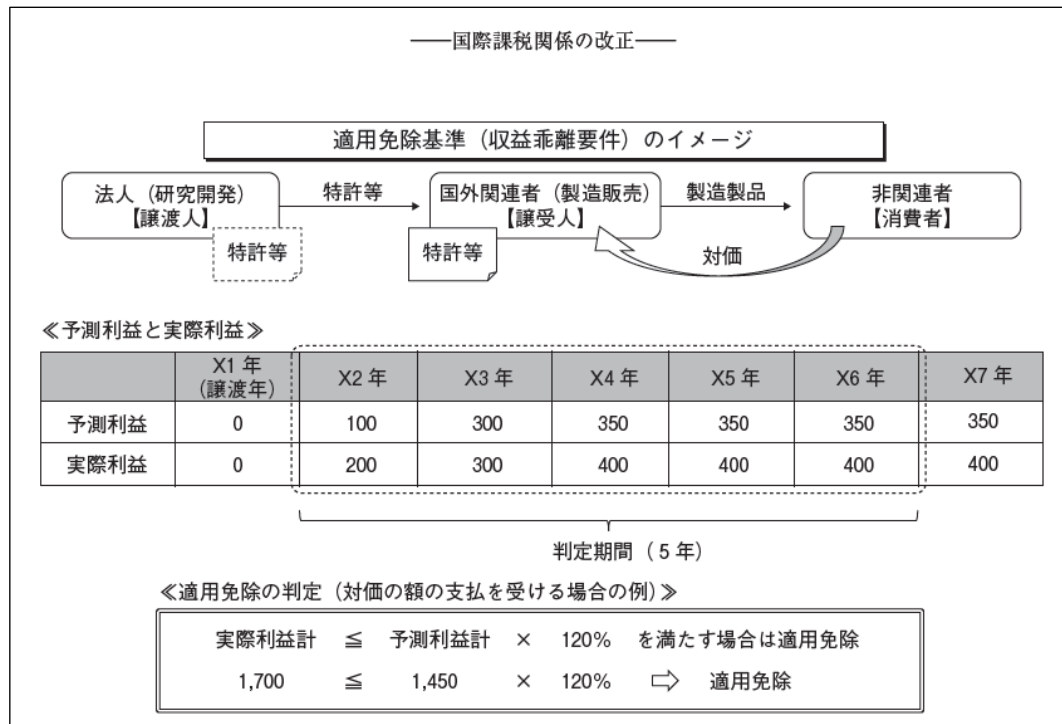 ——国際課税関係の改正——
適用免除基準（収益乖離要件）のイメージ
法人（研究開発）
【譲渡人】
特許等
特許等
国外関連者（製造販売）
【譲受人】
特許等
製造製品
非関連者
【消費者】
対価
≪予測利益と実際利益≫
X1 年 (譲渡年) X2 年 X3 年 X4 年 X5 年 X6 年 X7 年
予測利益 0 100 300 350 350 350 350
実際利益 0 200 300 400 400 400 400
判定期間（5 年）
≪適用免除の判定（対価の額の支払を受ける場合の例）≫
実際利益計 ≦ 予測利益計 × 120% を満たす場合は適用免除
1,700 ≦ 1,450 × 120% ⇨ 適用免除